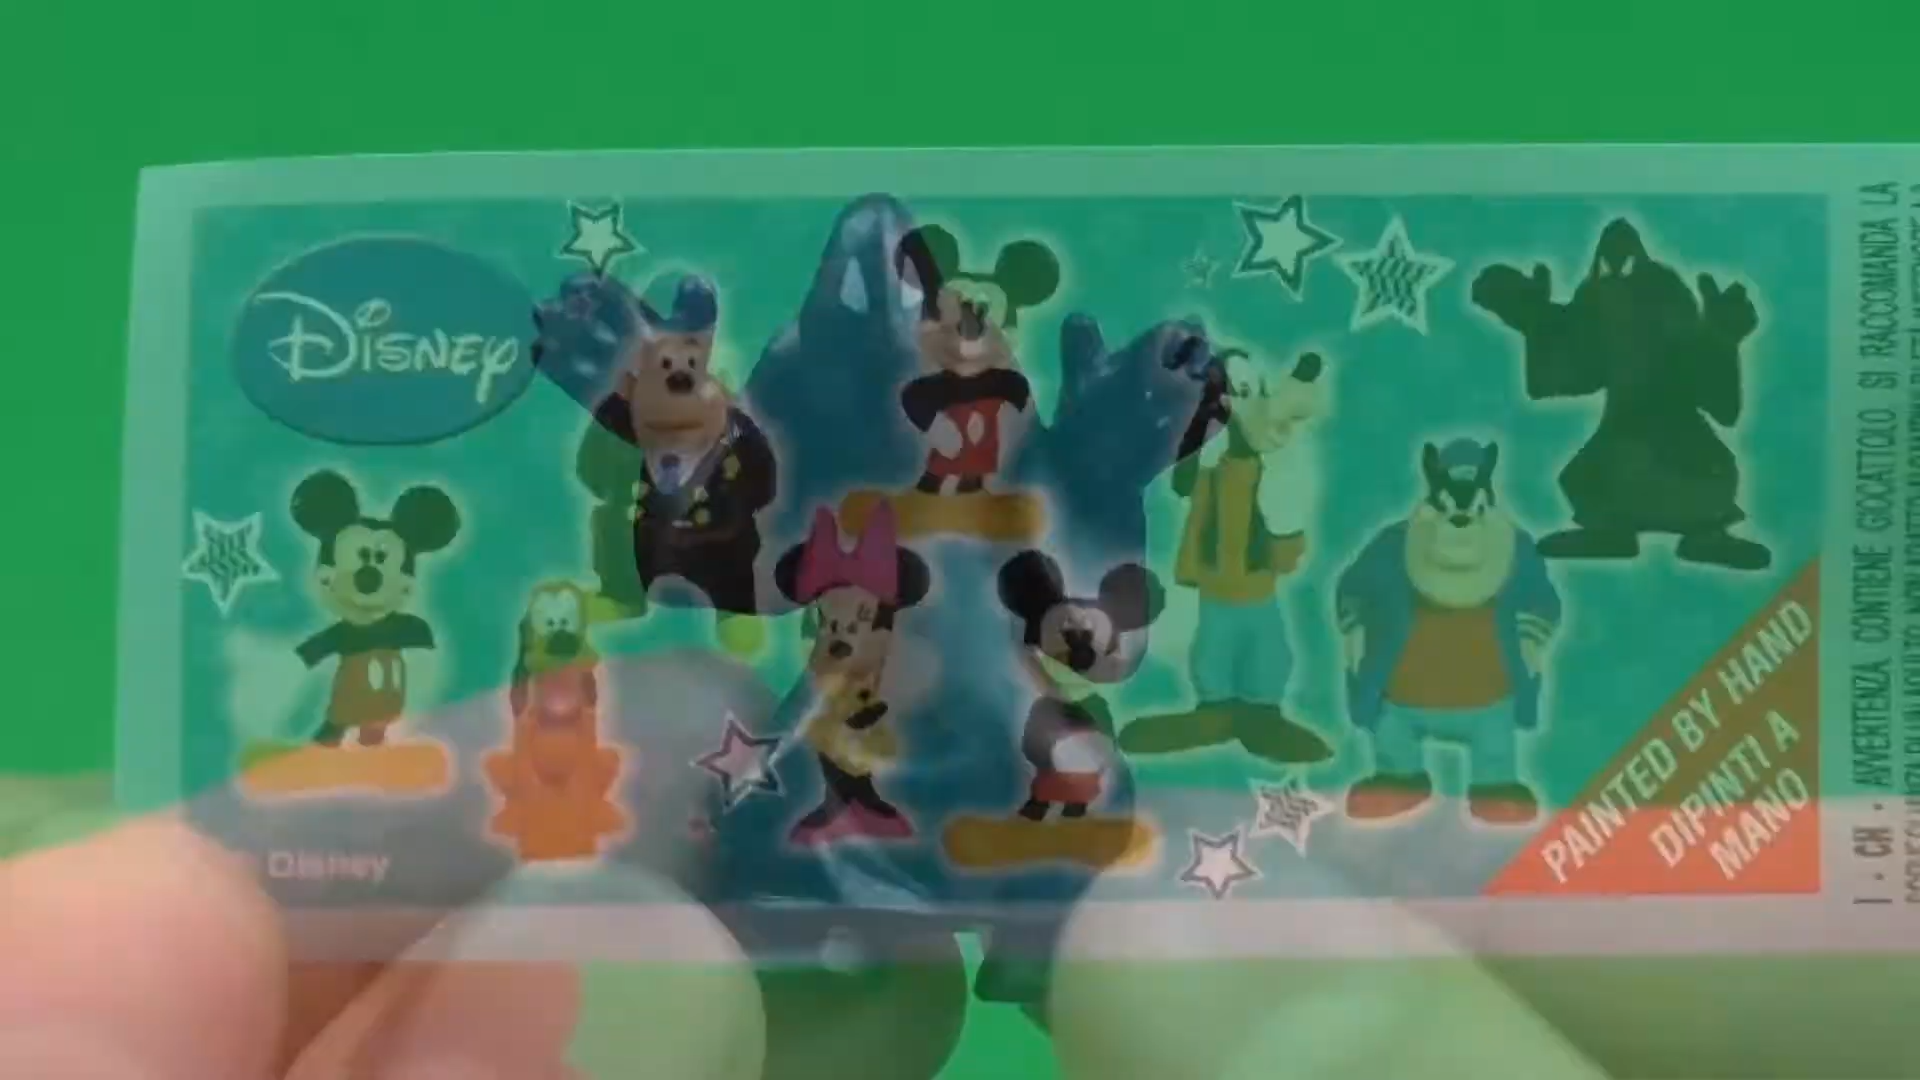 Disney
Disney
PAINTED BY HAND
DIPINTI A
MANO
I - CH • AVVERTENZA CONTIENE GIOCATTOLO. SI RACCOMANDA LA